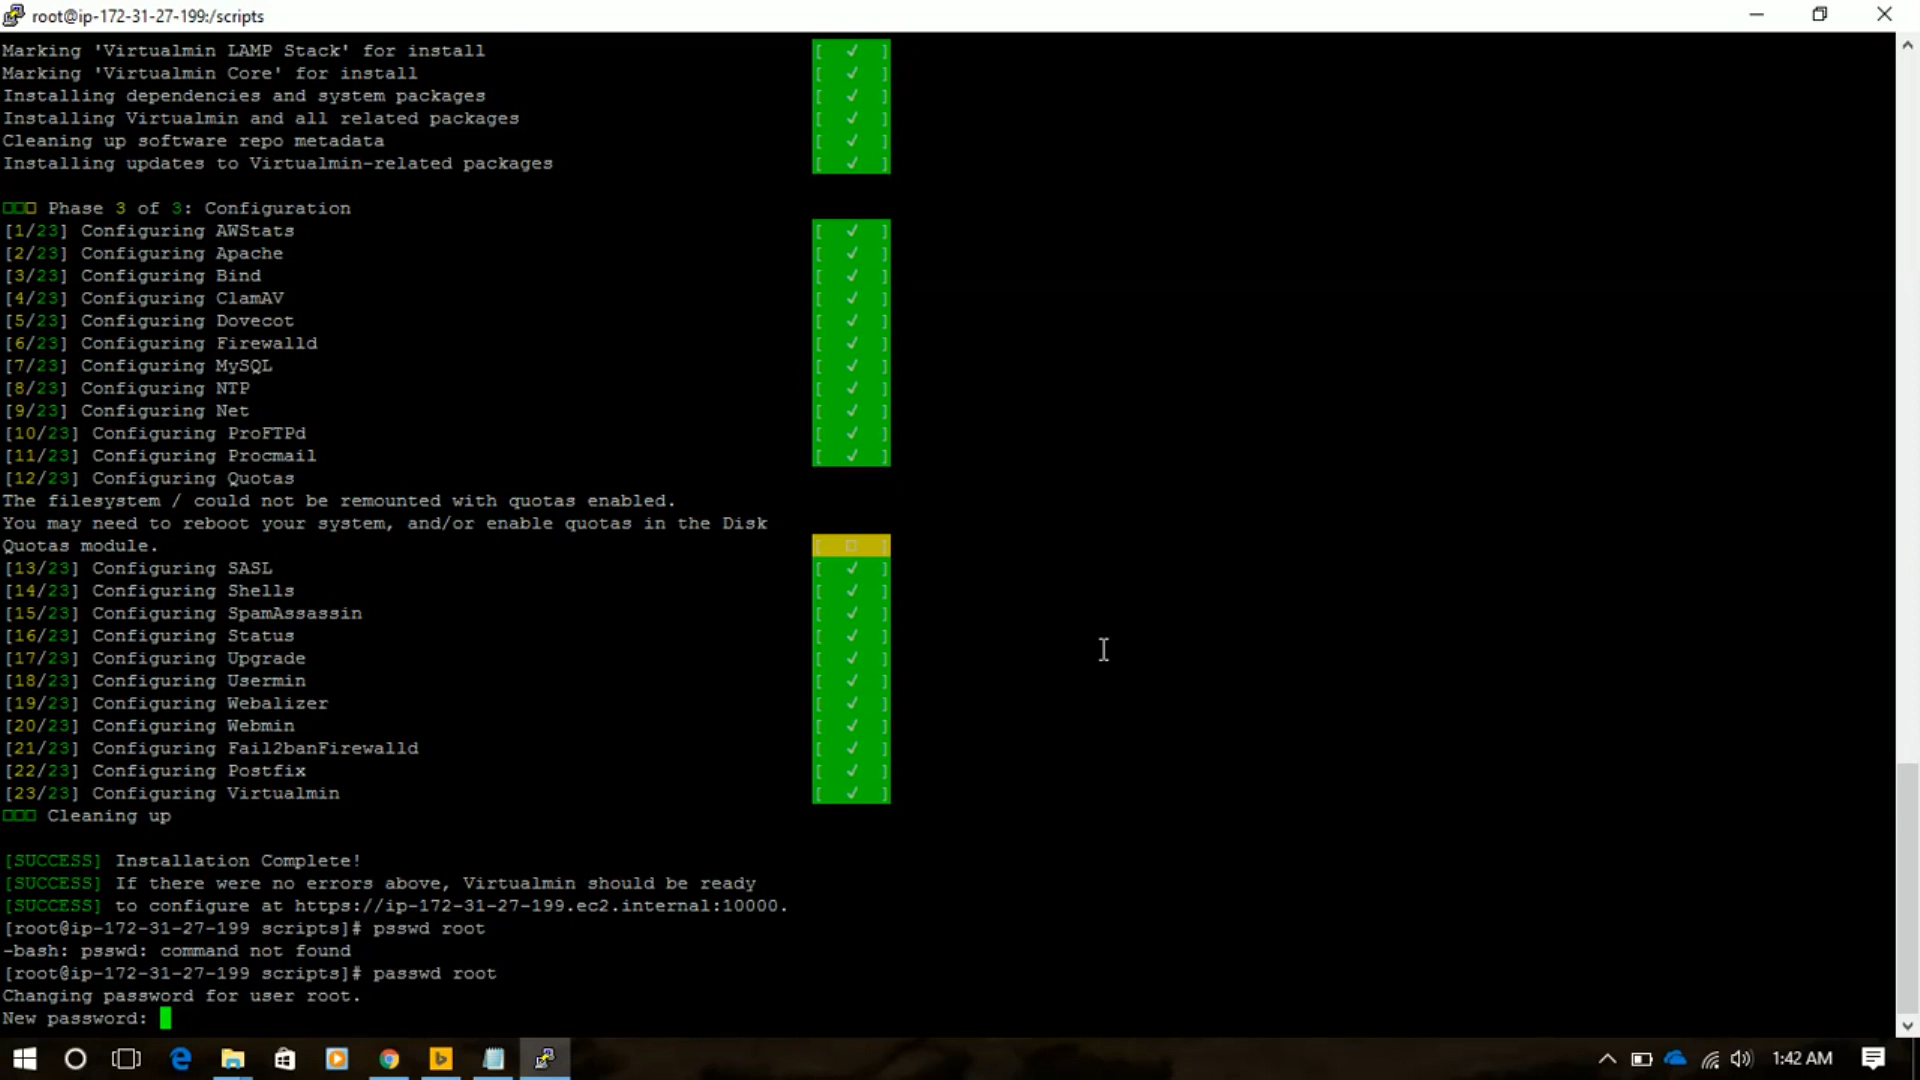 root@ip-172-31-27-199:/scripts
Marking 'Virtualmin LAMP Stack' for install [ ✓ ]
Marking 'Virtualmin Core' for install [ ✓ ]
Installing dependencies and system packages [ ✓ ]
Installing Virtualmin and all related packages [ ✓ ]
Cleaning up software repo metadata [ ✓ ]
Installing updates to Virtualmin-related packages [ ✓ ]
□□□ Phase 3 of 3: Configuration
[1/23] Configuring AWStats [ ✓ ]
[2/23] Configuring Apache [ ✓ ]
[3/23] Configuring Bind [ ✓ ]
[4/23] Configuring ClamAV [ ✓ ]
[5/23] Configuring Dovecot [ ✓ ]
[6/23] Configuring Firewalld [ ✓ ]
[7/23] Configuring MySQL [ ✓ ]
[8/23] Configuring NTP [ ✓ ]
[9/23] Configuring Net [ ✓ ]
[10/23] Configuring ProFTPd [ ✓ ]
[11/23] Configuring Procmail [ ✓ ]
[12/23] Configuring Quotas
The filesystem / could not be remounted with quotas enabled.
You may need to reboot your system, and/or enable quotas in the Disk
Quotas module. [ □ ]
[13/23] Configuring SASL [ ✓ ]
[14/23] Configuring Shells [ ✓ ]
[15/23] Configuring SpamAssassin [ ✓ ]
[16/23] Configuring Status [ ✓ ]
[17/23] Configuring Upgrade [ ✓ ]
[18/23] Configuring Usermin [ ✓ ]
[19/23] Configuring Webalizer [ ✓ ]
[20/23] Configuring Webmin [ ✓ ]
[21/23] Configuring Fail2banFirewalld [ ✓ ]
[22/23] Configuring Postfix [ ✓ ]
[23/23] Configuring Virtualmin [ ✓ ]
□□□ Cleaning up
[SUCCESS] Installation Complete!
[SUCCESS] If there were no errors above, Virtualmin should be ready
[SUCCESS] to configure at https://ip-172-31-27-199.ec2.internal:10000.
[root@ip-172-31-27-199 scripts]# psswd root
-bash: psswd: command not found
[root@ip-172-31-27-199 scripts]# passwd root
Changing password for user root.
New password:
1:42 AM